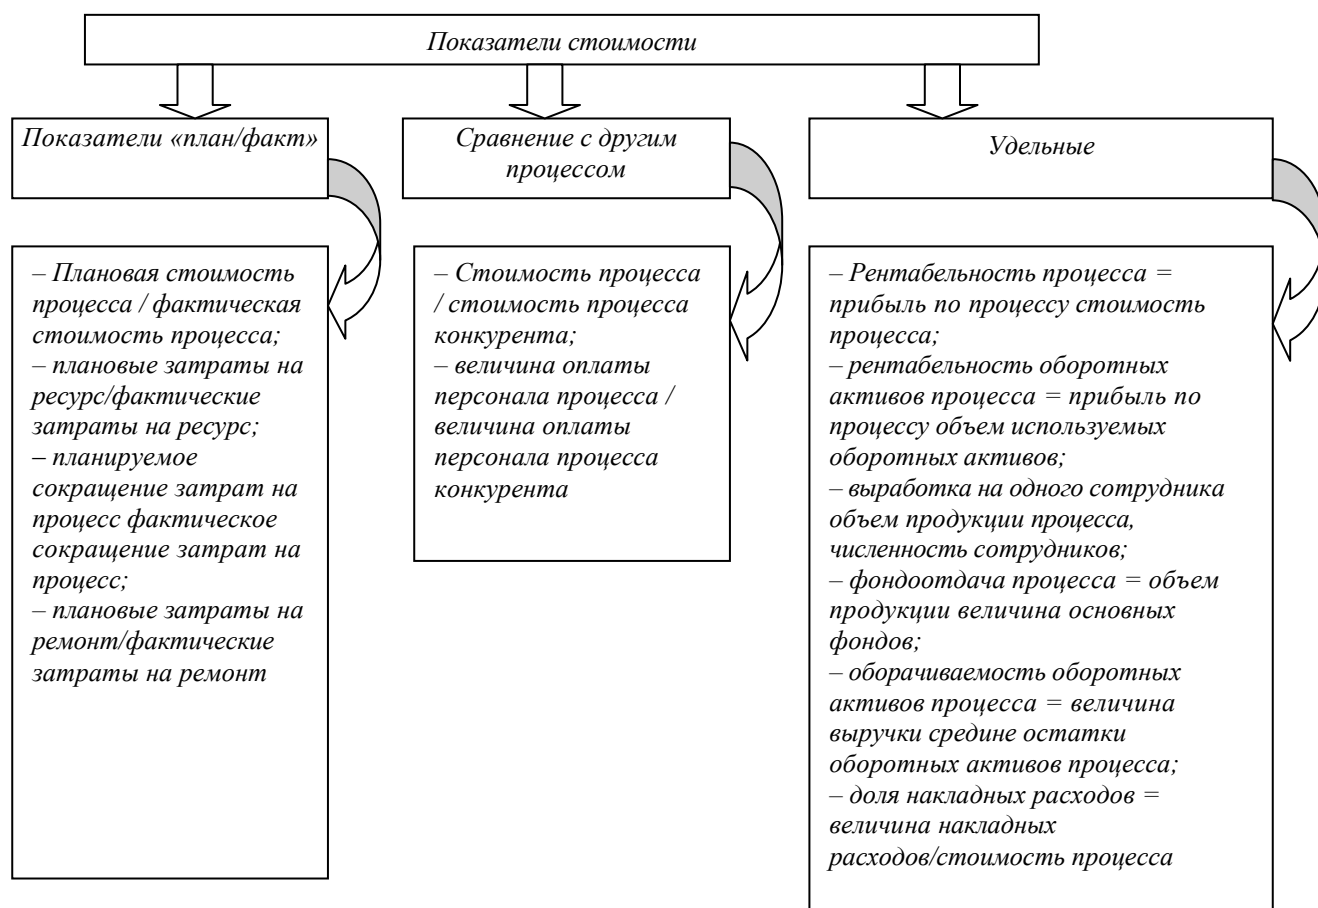 Показатели стоимости
Показатели «план/факт»
Сравнение с другим
процессом
Удельные
– Плановая стоимость
процесса / фактическая
стоимость процесса;
– плановые затраты на
ресурс/фактические
затраты на ресурс;
– планируемое
сокращение затрат на
процесс фактическое
сокращение затрат на
процесс;
– плановые затраты на
ремонт/фактические
затраты на ремонт
– Стоимость процесса
/ стоимость процесса
конкурента;
– величина оплаты
персонала процесса /
величина оплаты
персонала процесса
конкурента
– Рентабельность процесса =
прибыль по процессу стоимость
процесса;
– рентабельность оборотных
активов процесса = прибыль по
процессу объем используемых
оборотных активов;
– выработка на одного сотрудника
объем продукции процесса,
численность сотрудников;
– фондоотдача процесса = объем
продукции величина основных
фондов;
– оборачиваемость оборотных
активов процесса = величина
выручки средине остатки
оборотных активов процесса;
– доля накладных расходов =
величина накладных
расходов/стоимость процесса